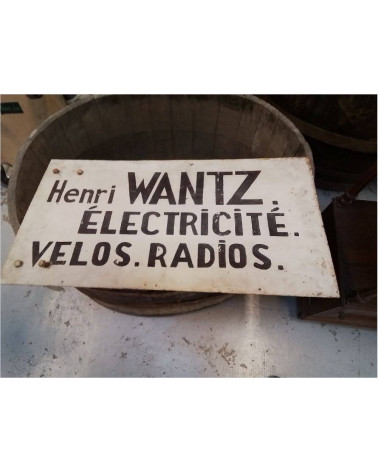 Henri WANTZ.
ÉLECTRICITÉ.
VELOS. RADIOS.